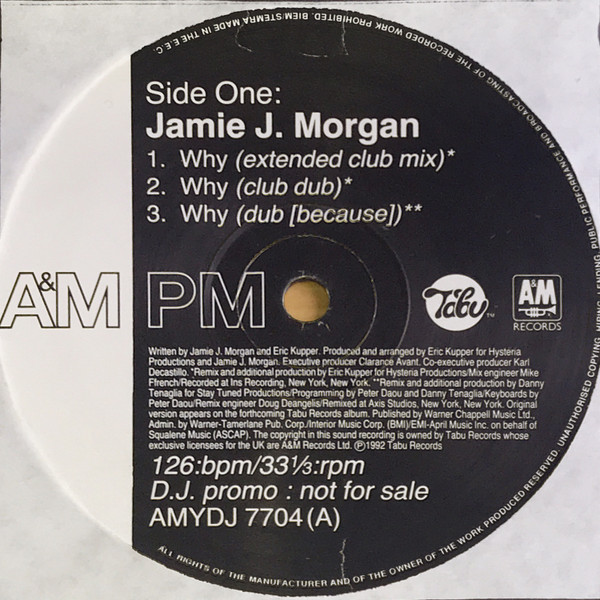 Side One:
Jamie J. Morgan
1. Why (extended club mix)*
2. Why (club dub)*
3. Why (dub [because])**
A&M PM
Tabu™
A&M
RECORDS
Written by Jamie J. Morgan and Eric Kupper. Produced and arranged by Eric Kupper for Hysteria
Productions and Jamie J. Morgan. Executive producer Clarance Avant. Co-executive producer Karl
Decastillo. *Remix and additional production by Eric Kupper for Hysteria Productions/Mix engineer Mike
Ffrench/Recorded at Ins Recording, New York, New York. **Remix and additional production by Danny
Tenaglia for Stay Tuned Productions/Programming by Peter Daou and Danny Tenaglia/Keyboards by
Peter Daou/Remix engineer Doug Deangelis/Remixed at Axis Studios, New York, New York. Original
version appears on the forthcoming Tabu Records album. Published by Warner Chappell Music Ltd.,
Admin. by Warner-Tamerlane Pub. Corp./Interior Music Corp. (BMI)/EMI-April Music Inc. on behalf of
Squalene Music (ASCAP). The copyright in this sound recording is owned by Tabu Records whose
exclusive licensees for the UK are A&M Records Ltd. Ⓟ1992 Tabu Records
126:bpm/33⅓:rpm
D.J. promo : not for sale
AMYDJ 7704 (A)
ALL RIGHTS OF THE MANUFACTURER AND OF THE OWNER OF THE WORK PRODUCED RESERVED. UNAUTHORISED COPYING, HIRING, LENDING, PUBLIC PERFORMANCE AND BROADCASTING OF THE RECORDED WORK PROHIBITED. BIEM/STEMRA MADE IN THE E.E.C.